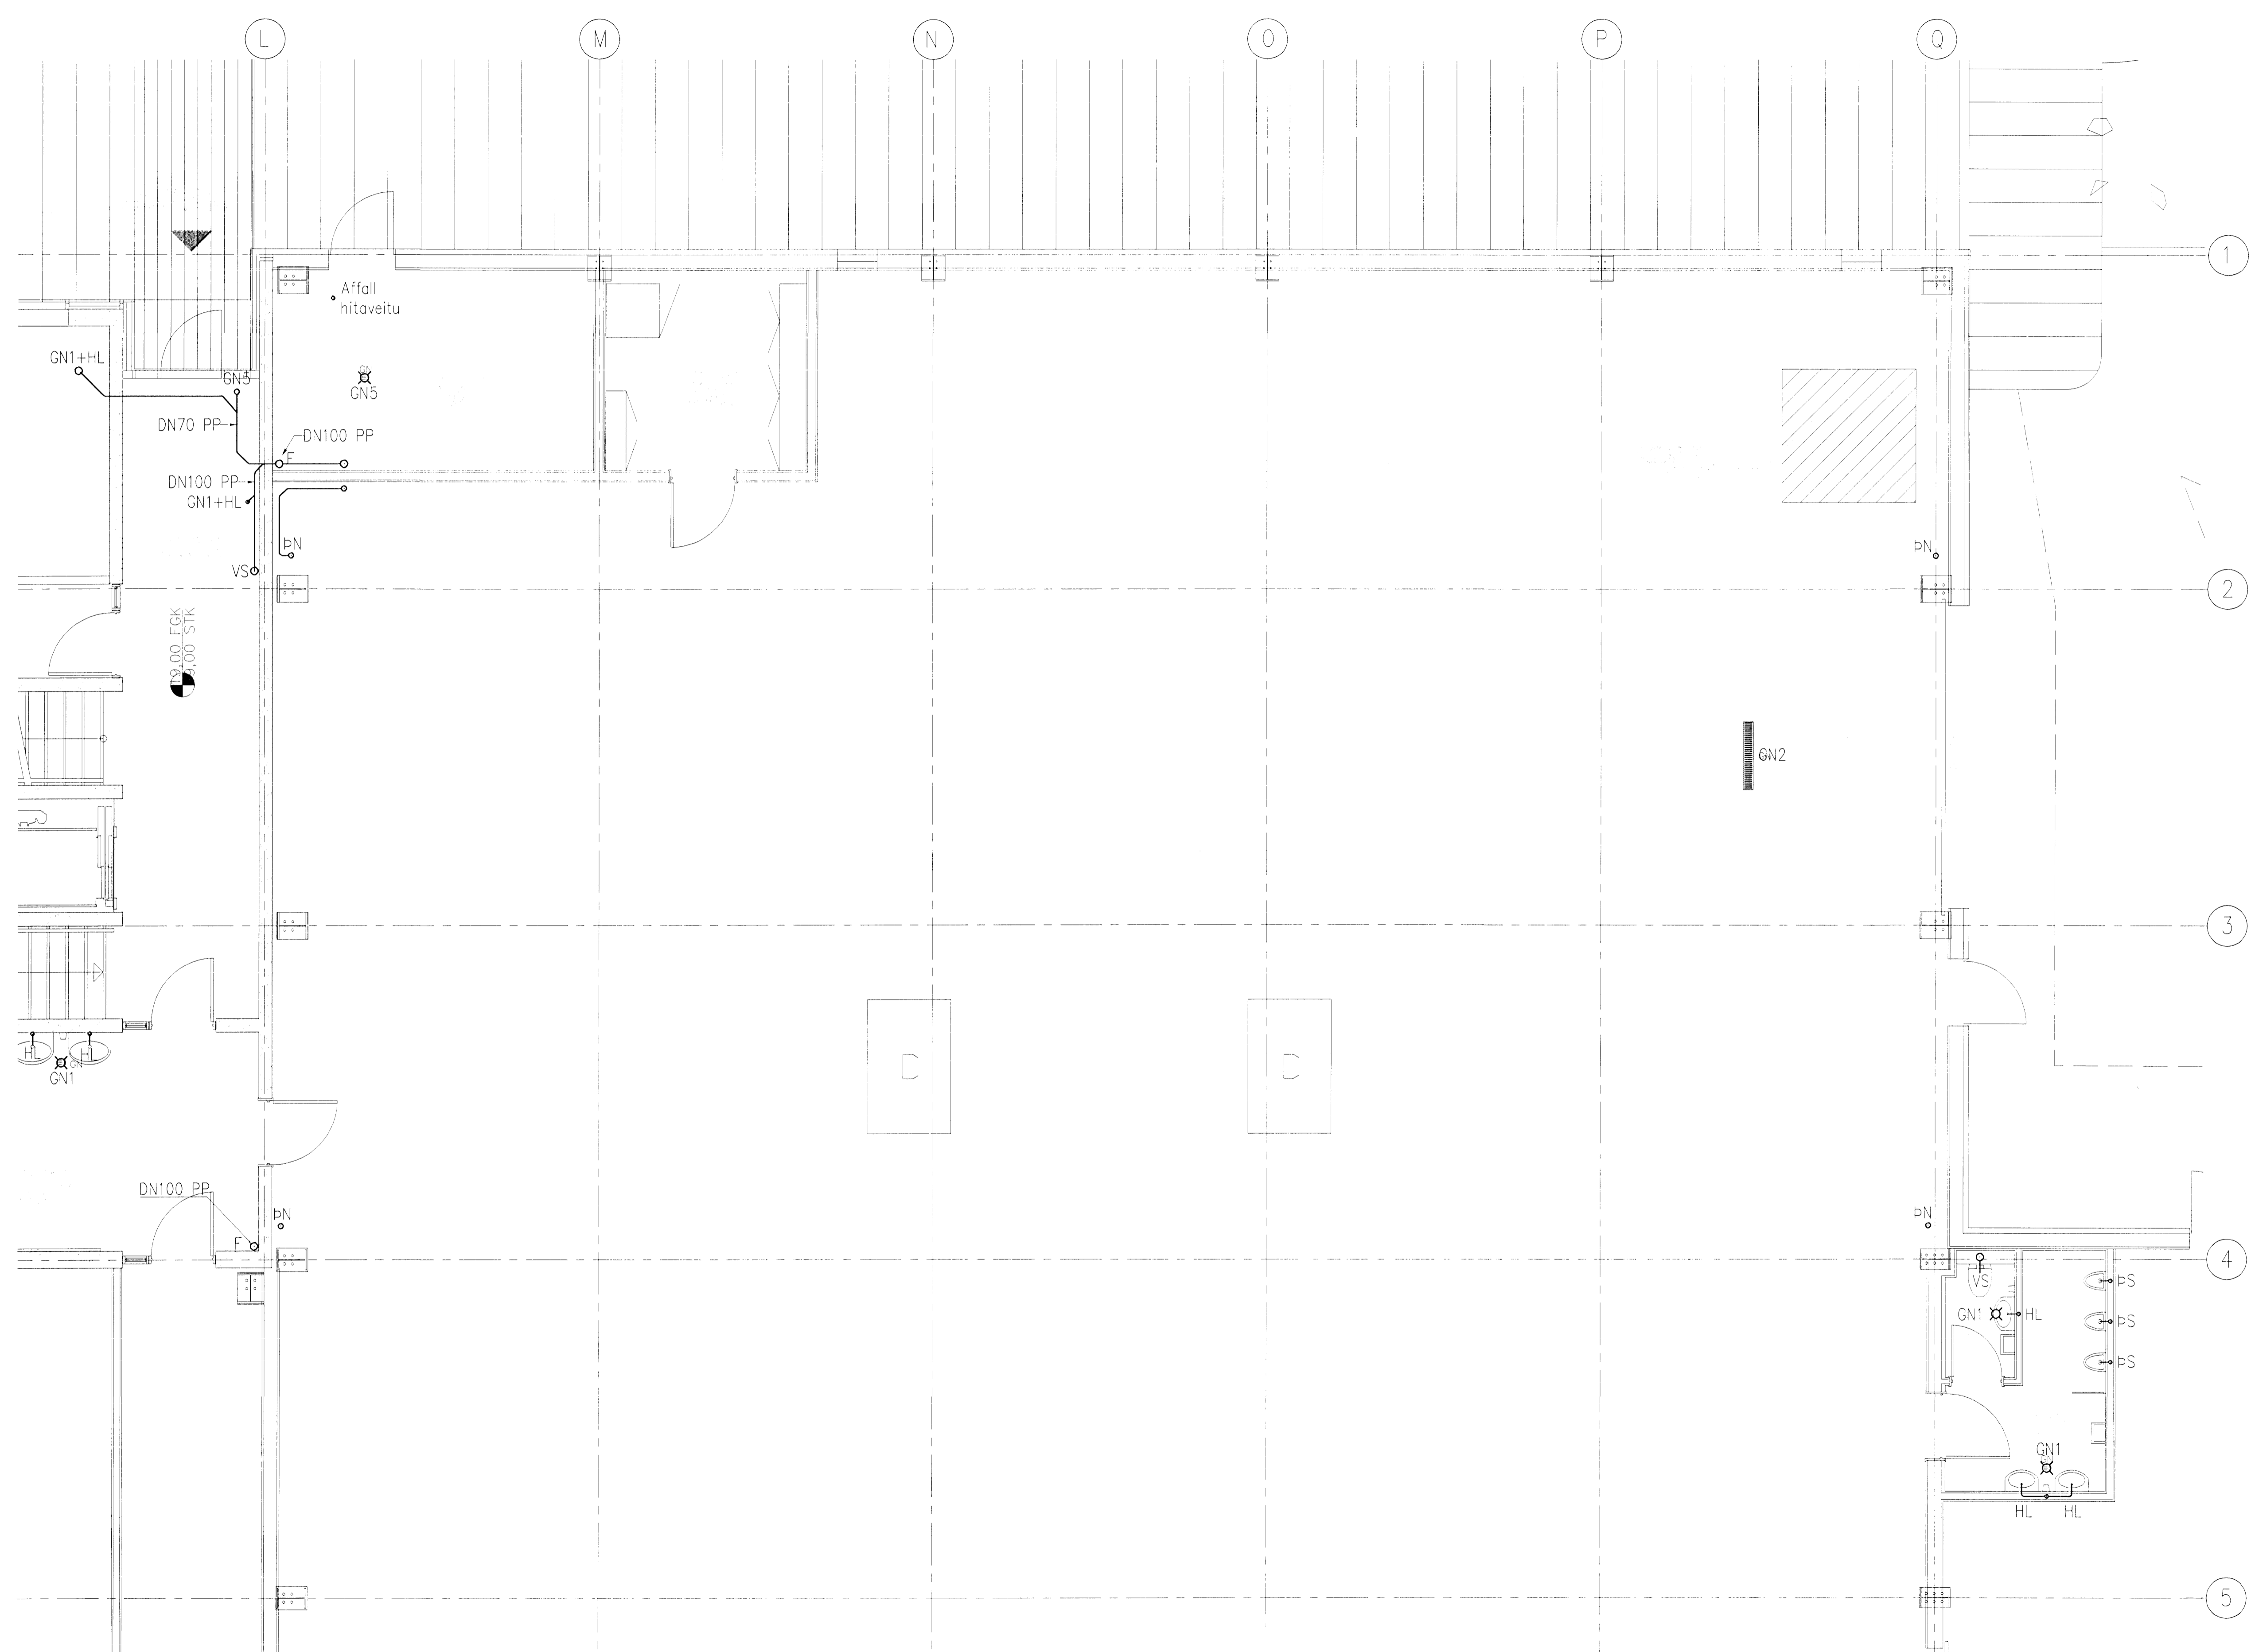 L M N O P Q
1
Affall
hitaveitu
GN1+HL
GN5
GN5
DN70 PP
DN100 PP
F
DN100 PP
GN1+HL
ÞN
ÞN
VS
2
GN2
3
HL HL
GN1
D D
DN100 PP
ÞN
ÞN
F
4
VS
ÞS
GN1 HL
ÞS
ÞS
GN1
HL HL
5